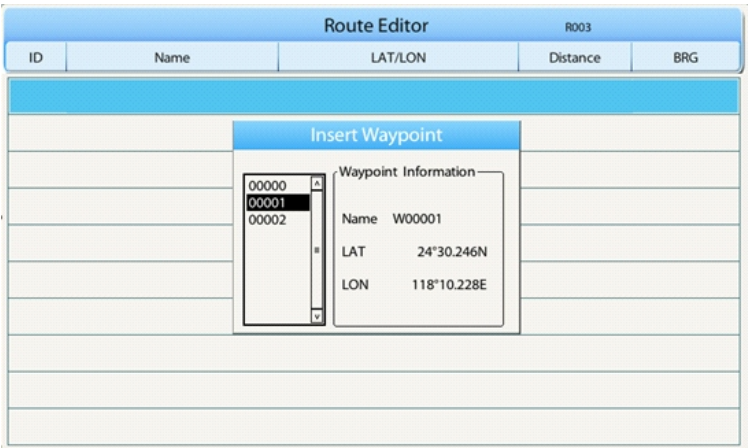 Route Editor R003
ID Name LAT/LON Distance BRG
Insert Waypoint
Waypoint Information
00000
00001
00002
Name W00001
LAT 24°30.246N
LON 118°10.228E